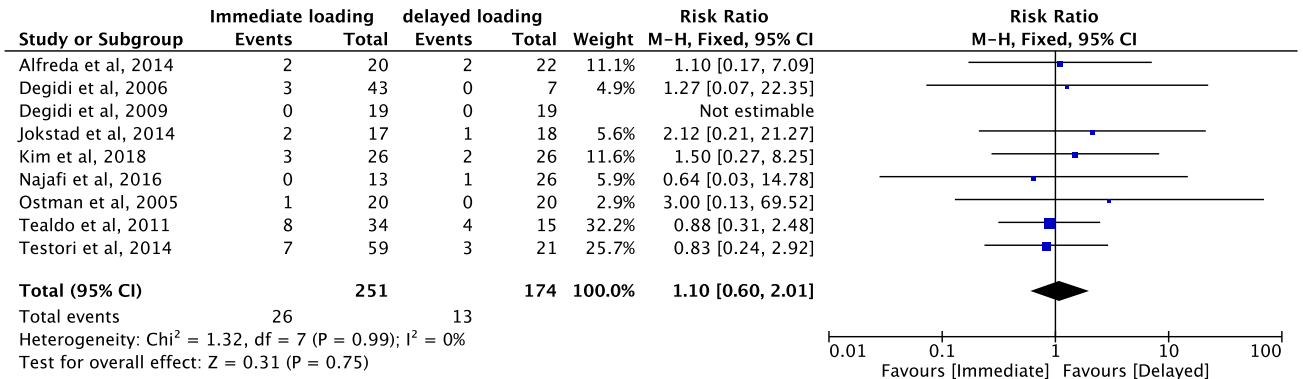 Immediate loading delayed loading Risk Ratio Risk Ratio
Study or Subgroup Events Total Events Total Weight M-H, Fixed, 95% CI M-H, Fixed, 95% CI
Alfreda et al, 2014 2 20 2 22 11.1% 1.10 [0.17, 7.09]
Degidi et al, 2006 3 43 0 7 4.9% 1.27 [0.07, 22.35]
Degidi et al, 2009 0 19 0 19 Not estimable
Jokstad et al, 2014 2 17 1 18 5.6% 2.12 [0.21, 21.27]
Kim et al, 2018 3 26 2 26 11.6% 1.50 [0.27, 8.25]
Najafi et al, 2016 0 13 1 26 5.9% 0.64 [0.03, 14.78]
Ostman et al, 2005 1 20 0 20 2.9% 3.00 [0.13, 69.52]
Tealdo et al, 2011 8 34 4 15 32.2% 0.88 [0.31, 2.48]
Testori et al, 2014 7 59 3 21 25.7% 0.83 [0.24, 2.92]
Total (95% CI) 251 174 100.0% 1.10 [0.60, 2.01]
Total events 26 13
Heterogeneity: Chi² = 1.32, df = 7 (P = 0.99); I² = 0%
Test for overall effect: Z = 0.31 (P = 0.75)
0.01 0.1 1 10 100
Favours [Immediate] Favours [Delayed]